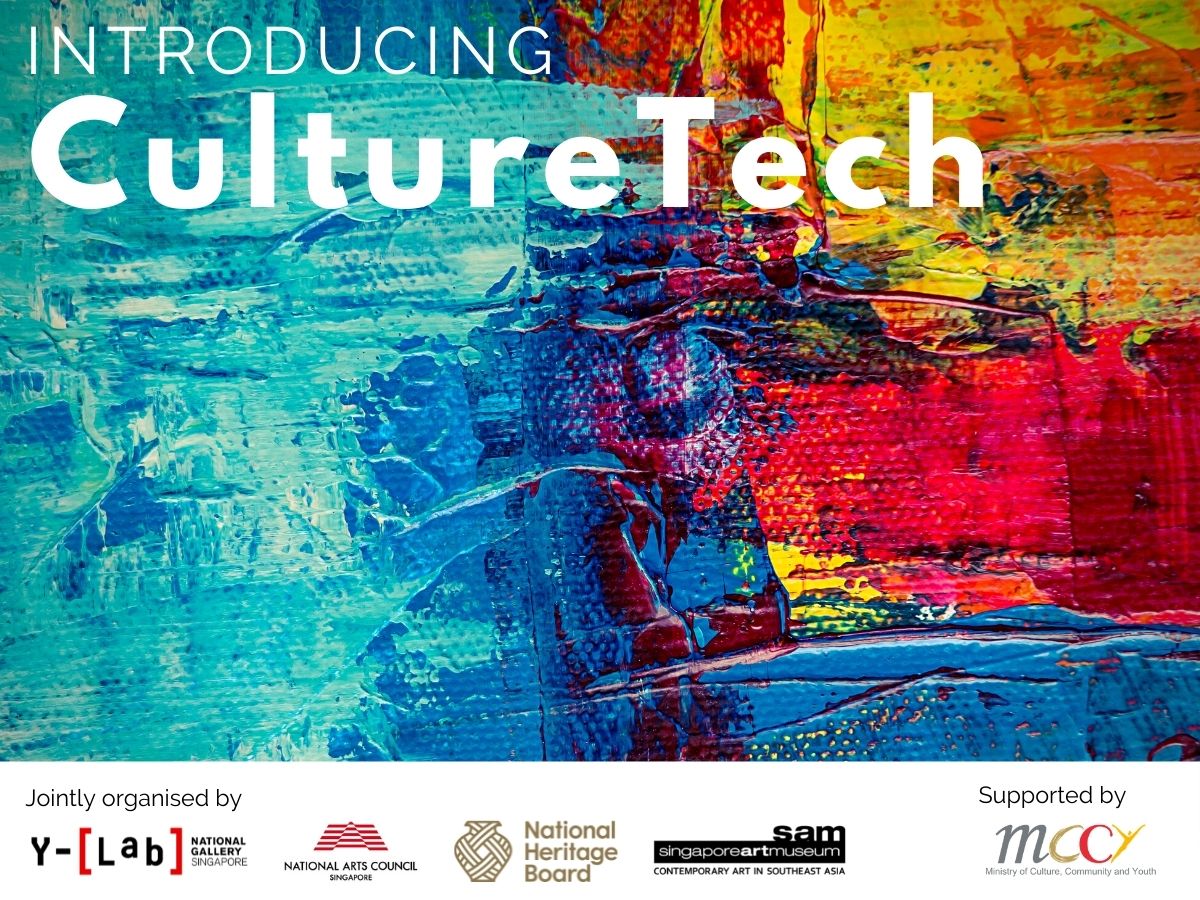 INTRODUCING
CultureTech
Jointly organised by
Supported by
Y-[Lab]
NATIONAL
GALLERY
SINGAPORE
NATIONAL ARTS COUNCIL
SINGAPORE
National
Heritage
Board
sam
singaporeartmuseum
CONTEMPORARY ART IN SOUTHEAST ASIA
mccy
Ministry of Culture, Community and Youth